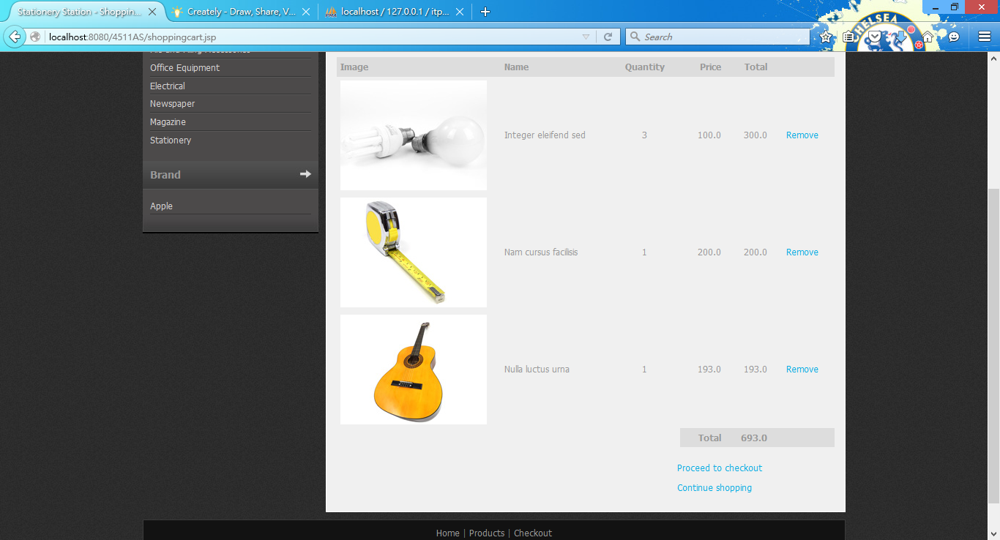 Stationery Station - Shoppin...
Creately - Draw, Share, V...
localhost / 127.0.0.1 / itp...
localhost:8080/4511AS/shoppingcart.jsp
Search
CHELSEA
Office Equipment
Electrical
Newspaper
Magazine
Stationery
Brand
Apple
Image Name Quantity Price Total
Integer eleifend sed 3 100.0 300.0 Remove
Nam cursus facilisis 1 200.0 200.0 Remove
Nulla luctus urna 1 193.0 193.0 Remove
Total 693.0
Proceed to checkout
Continue shopping
Home | Products | Checkout